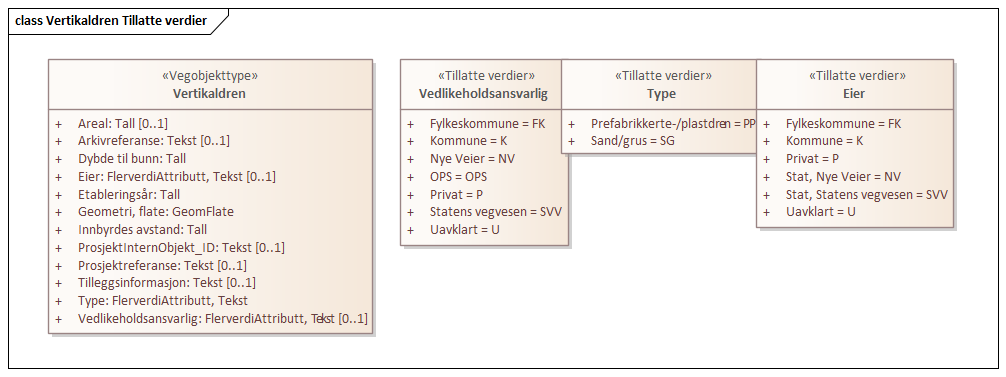 class Vertikaldren Tillatte verdier
«Vegobjekttype»
Vertikaldren
+ Areal: Tall [0..1]
+ Arkivreferanse: Tekst [0..1]
+ Dybde til bunn: Tall
+ Eier: FlerverdiAttributt, Tekst [0..1]
+ Etableringsår: Tall
+ Geometri, flate: GeomFlate
+ Innbyrdes avstand: Tall
+ ProsjektInternObjekt_ID: Tekst [0..1]
+ Prosjektreferanse: Tekst [0..1]
+ Tilleggsinformasjon: Tekst [0..1]
+ Type: FlerverdiAttributt, Tekst
+ Vedlikeholdsansvarlig: FlerverdiAttributt, Tekst [0..1]
«Tillatte verdier»
Vedlikeholdsansvarlig
+ Fylkeskommune = FK
+ Kommune = K
+ Nye Veier = NV
+ OPS = OPS
+ Privat = P
+ Statens vegvesen = SVV
+ Uavklart = U
«Tillatte verdier»
Type
+ Prefabrikkerte-/plastdren = PP
+ Sand/grus = SG
«Tillatte verdier»
Eier
+ Fylkeskommune = FK
+ Kommune = K
+ Privat = P
+ Stat, Nye Veier = NV
+ Stat, Statens vegvesen = SVV
+ Uavklart = U